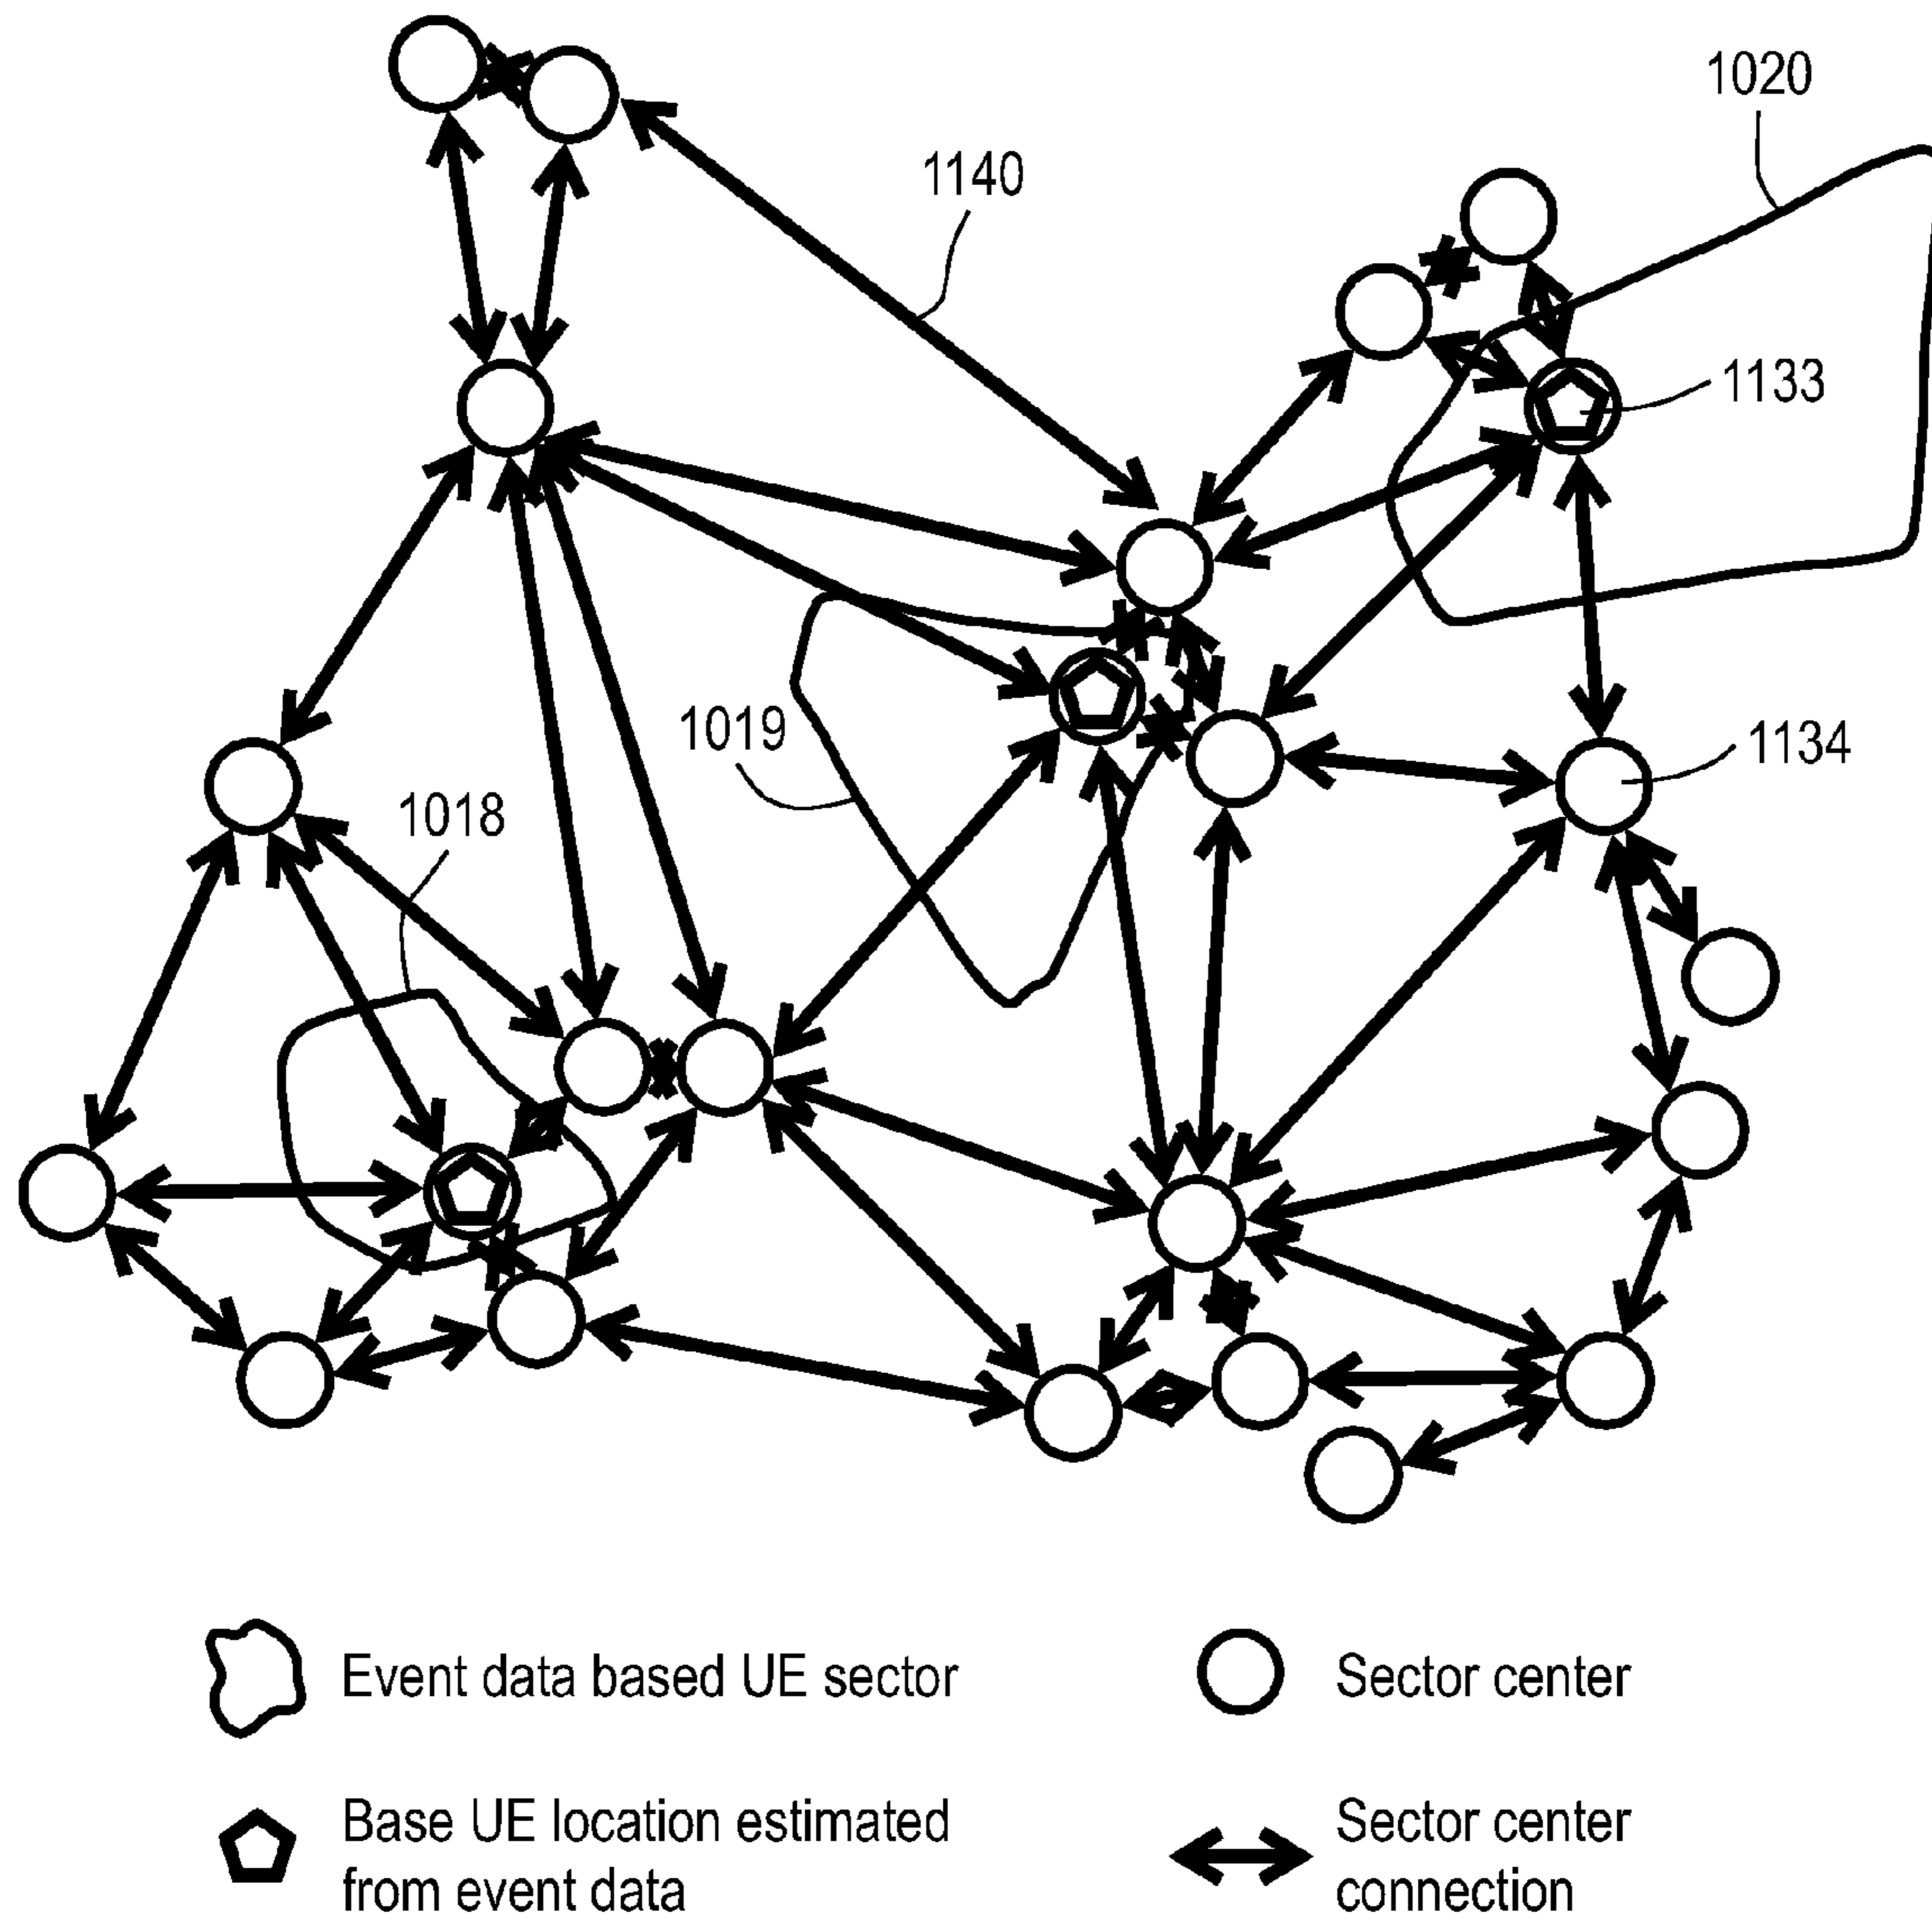 1020
1140
1133
1019
1134
1018
Event data based UE sector
Sector center
Base UE location estimated
from event data
Sector center
connection